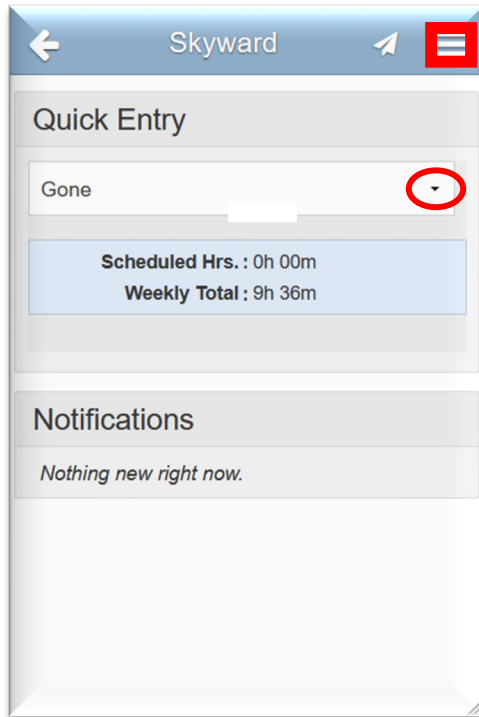 Skyward
Quick Entry
Gone
Scheduled Hrs. : 0h 00m
Weekly Total : 9h 36m
Notifications
Nothing new right now.